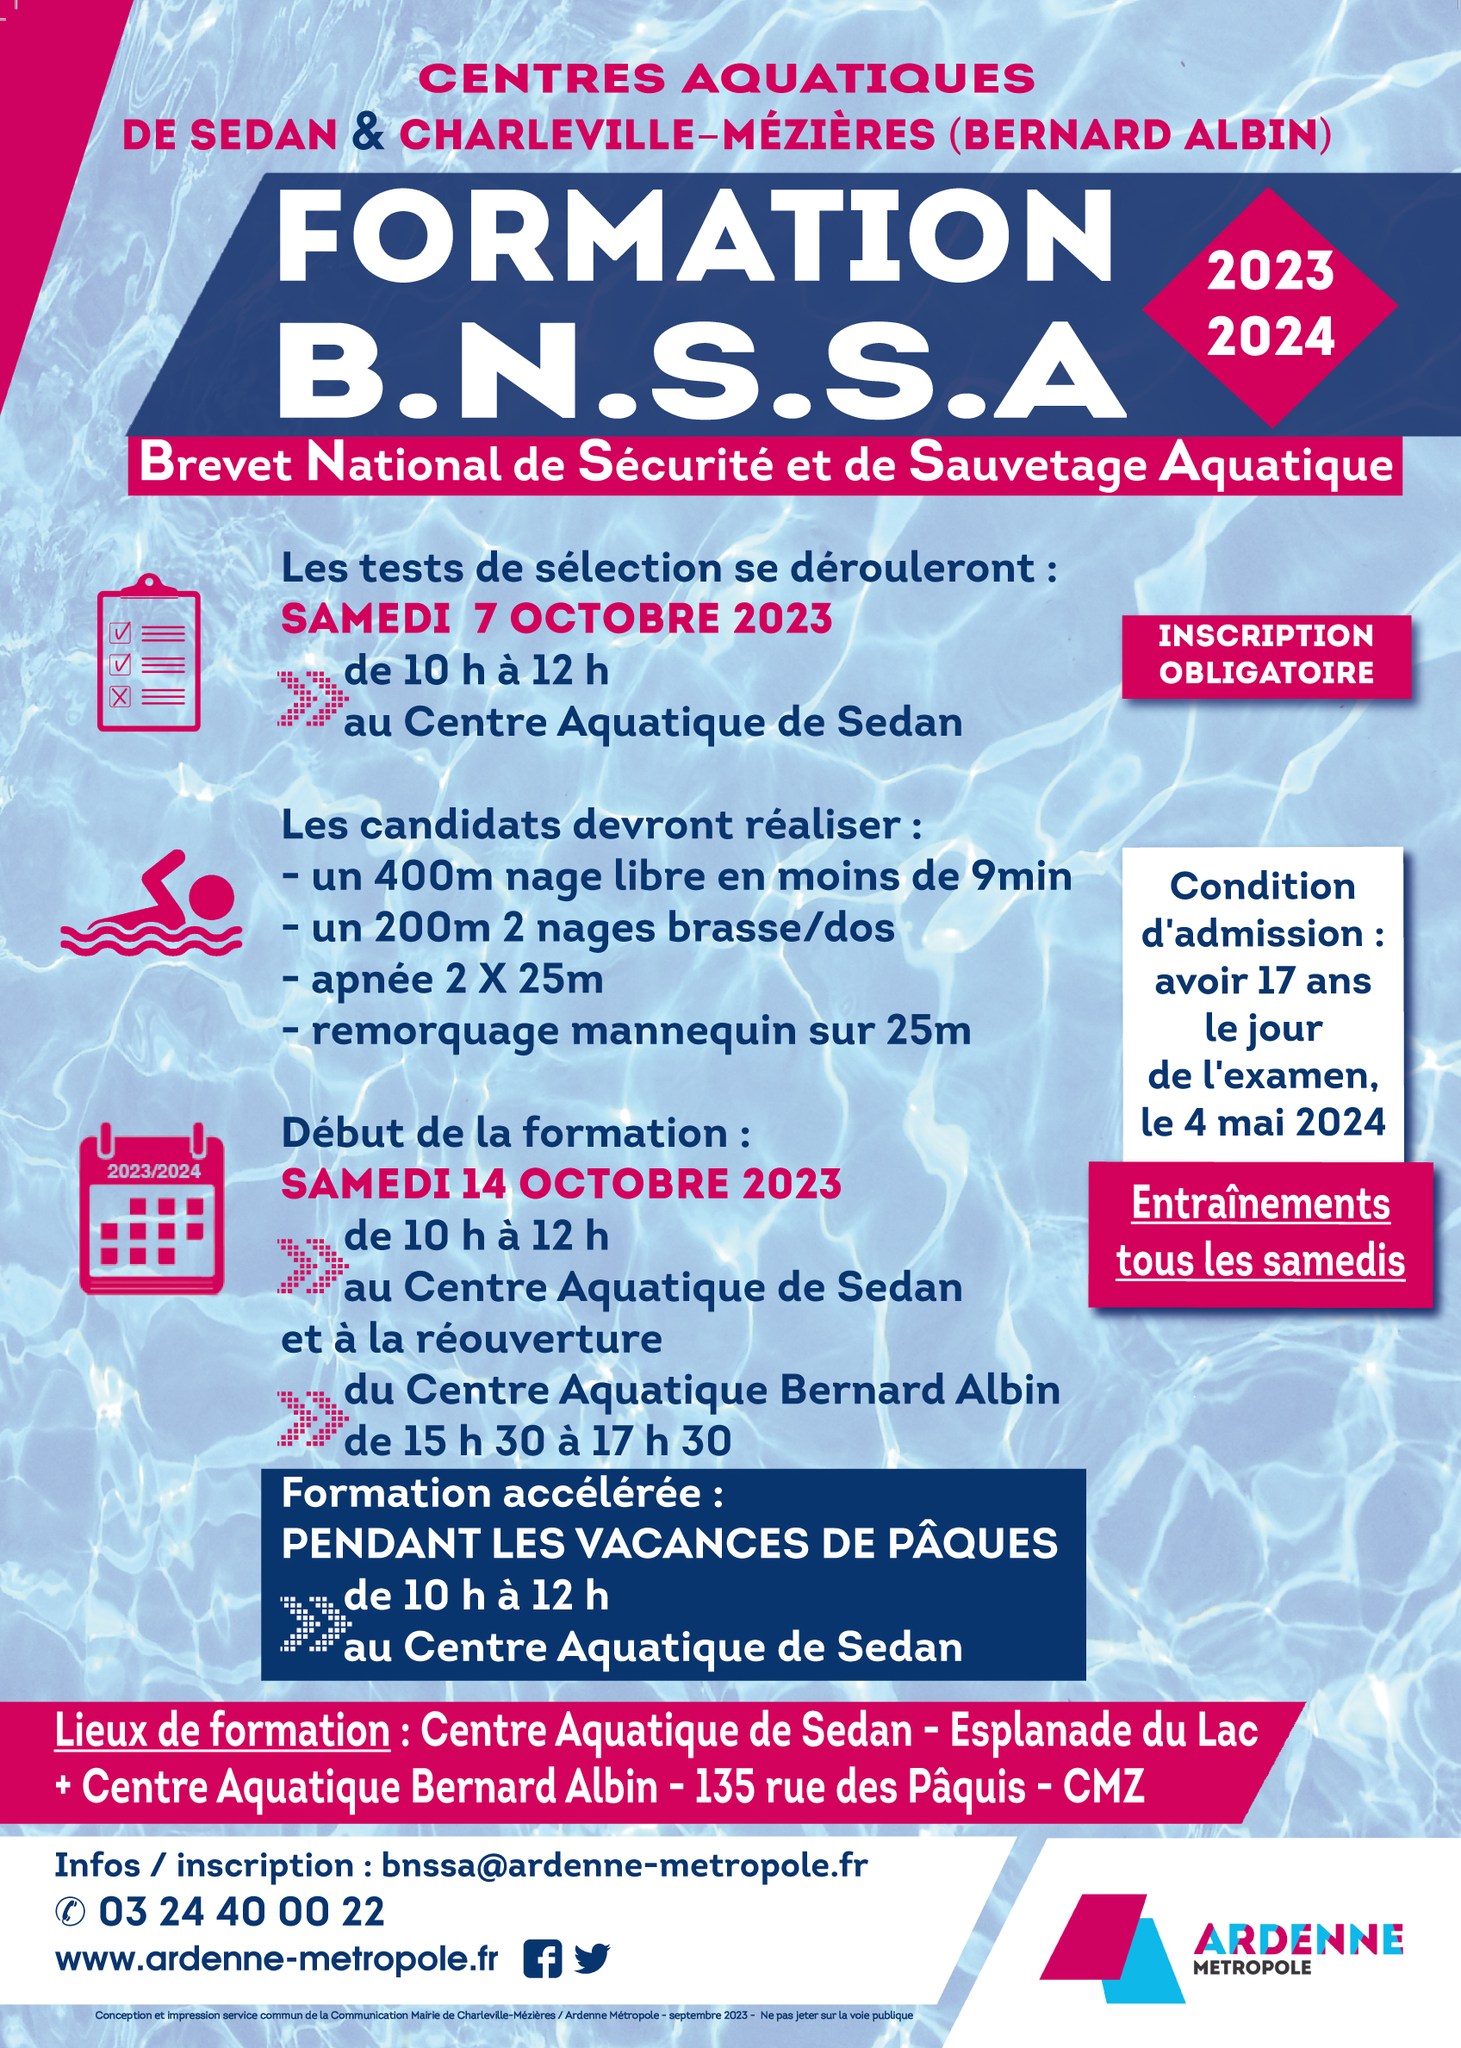 CENTRES AQUATIQUES
DE SEDAN & CHARLEVILLE-MÉZIÈRES (BERNARD ALBIN)
FORMATION
B.N.S.S.A
2023
2024
Brevet National de Sécurité et de Sauvetage Aquatique
Les tests de sélection se dérouleront :
SAMEDI 7 OCTOBRE 2023
de 10 h à 12 h
au Centre Aquatique de Sedan
INSCRIPTION
OBLIGATOIRE
Les candidats devront réaliser :
- un 400m nage libre en moins de 9min
- un 200m 2 nages brasse/dos
- apnée 2 X 25m
- remorquage mannequin sur 25m
Condition
d'admission :
avoir 17 ans
le jour
de l'examen,
le 4 mai 2024
Entraînements
tous les samedis
2023/2024
Début de la formation :
SAMEDI 14 OCTOBRE 2023
de 10 h à 12 h
au Centre Aquatique de Sedan
et à la réouverture
du Centre Aquatique Bernard Albin
de 15 h 30 à 17 h 30
Formation accélérée :
PENDANT LES VACANCES DE PÂQUES
de 10 h à 12 h
au Centre Aquatique de Sedan
Lieux de formation : Centre Aquatique de Sedan - Esplanade du Lac
+ Centre Aquatique Bernard Albin - 135 rue des Pâquis - CMZ
Infos / inscription : bnssa@ardenne-metropole.fr
✆ 03 24 40 00 22
www.ardenne-metropole.fr
ARDENNE
METROPOLE
Conception et impression service commun de la Communication Mairie de Charleville-Mézières / Ardenne Métropole - septembre 2023 - Ne pas jeter sur la voie publique